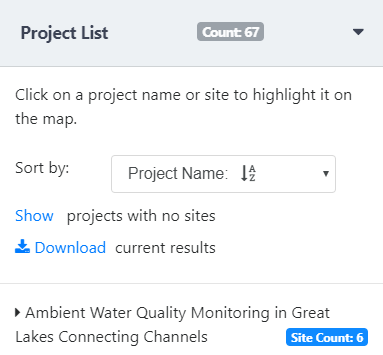 Project List Count: 67
Click on a project name or site to highlight it on
the map.
Sort by: Project Name: A Z
Show projects with no sites
Download current results
Ambient Water Quality Monitoring in Great
Lakes Connecting Channels Site Count: 6